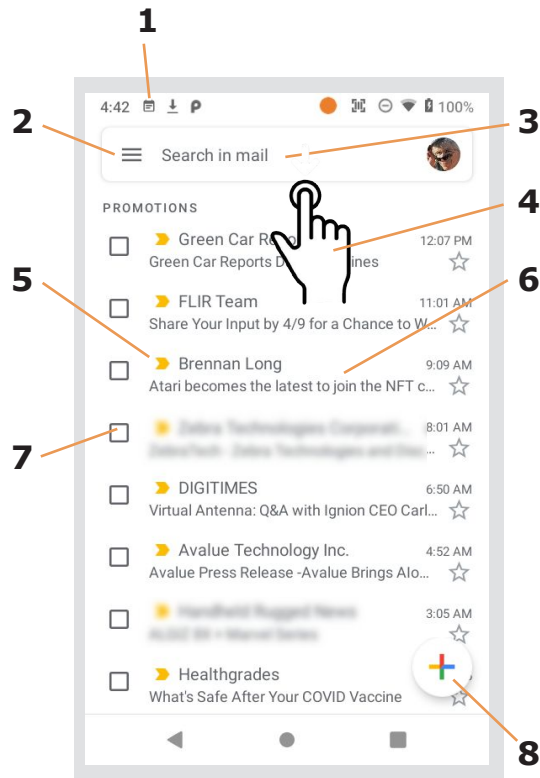 1
4:42 100%
2
3
Search in mail
PROMOTIONS
4
Green Car 12:07 PM
Green Car Reports
5
6
FLIR Team 11:01 AM
Share Your Input by 4/9 for a Chance to W...
Brennan Long 9:09 AM
Atari becomes the latest to join the NFT c...
7
8:01 AM
DIGITIMES 6:50 AM
Virtual Antenna: Q&A with Ignion CEO Carl...
Avalue Technology Inc. 4:52 AM
Avalue Press Release -Avalue Brings AIo...
3:05 AM
Healthgrades
What's Safe After Your COVID Vaccine
8